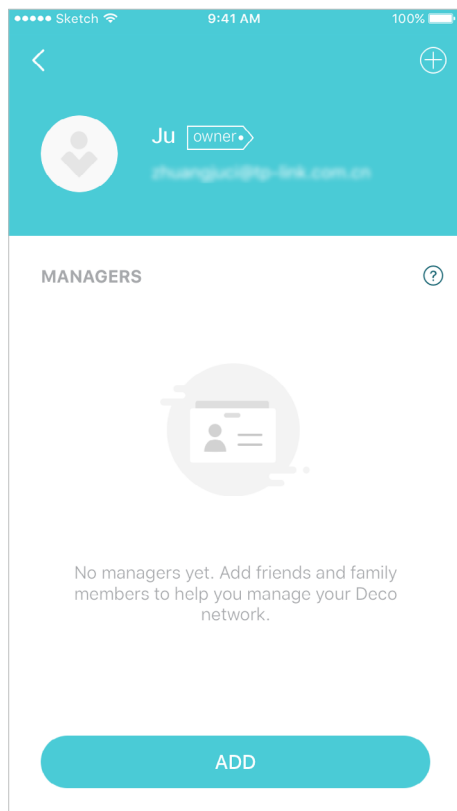 Sketch 9:41 AM 100%
Ju owner
MANAGERS ?
No managers yet. Add friends and family
members to help you manage your Deco
network.
ADD